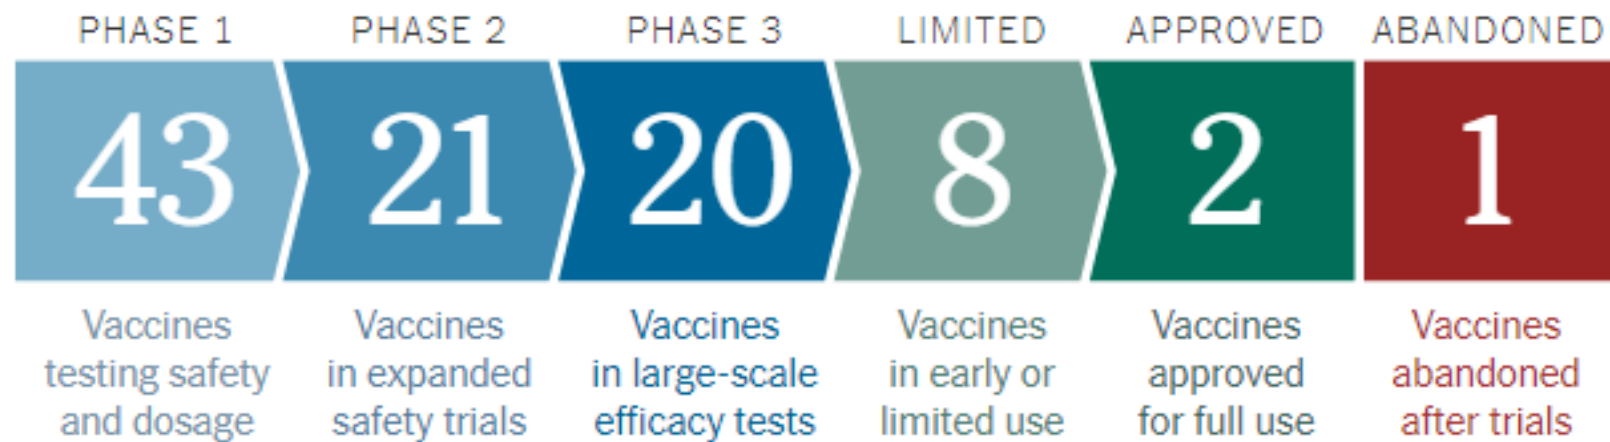 PHASE 1
PHASE 2
PHASE 3
LIMITED
APPROVED
ABANDONED
43
21
20
8
2
1
Vaccines
testing safety
and dosage
Vaccines
in expanded
safety trials
Vaccines
in large-scale
efficacy tests
Vaccines
in early or
limited use
Vaccines
approved
for full use
Vaccines
abandoned
after trials